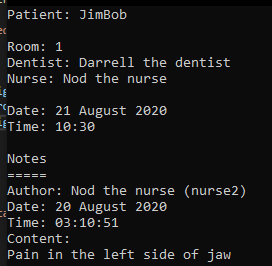 Patient: JimBob
Room: 1
Dentist: Darrell the dentist
Nurse: Nod the nurse
Date: 21 August 2020
Time: 10:30
Notes
=====
Author: Nod the nurse (nurse2)
Date: 20 August 2020
Time: 03:10:51
Content:
Pain in the left side of jaw